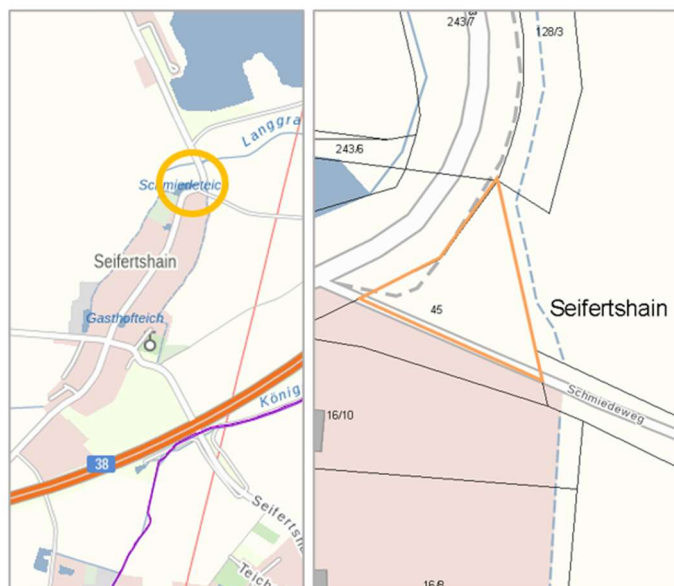 Langgra
Schmiedeteic
Seifertshain
Gasthofteich
König
38
Seifertsha
Teich
243/7
128/3
243/6
45
Seifertshain
Schmiedeweg
16/10
16/8